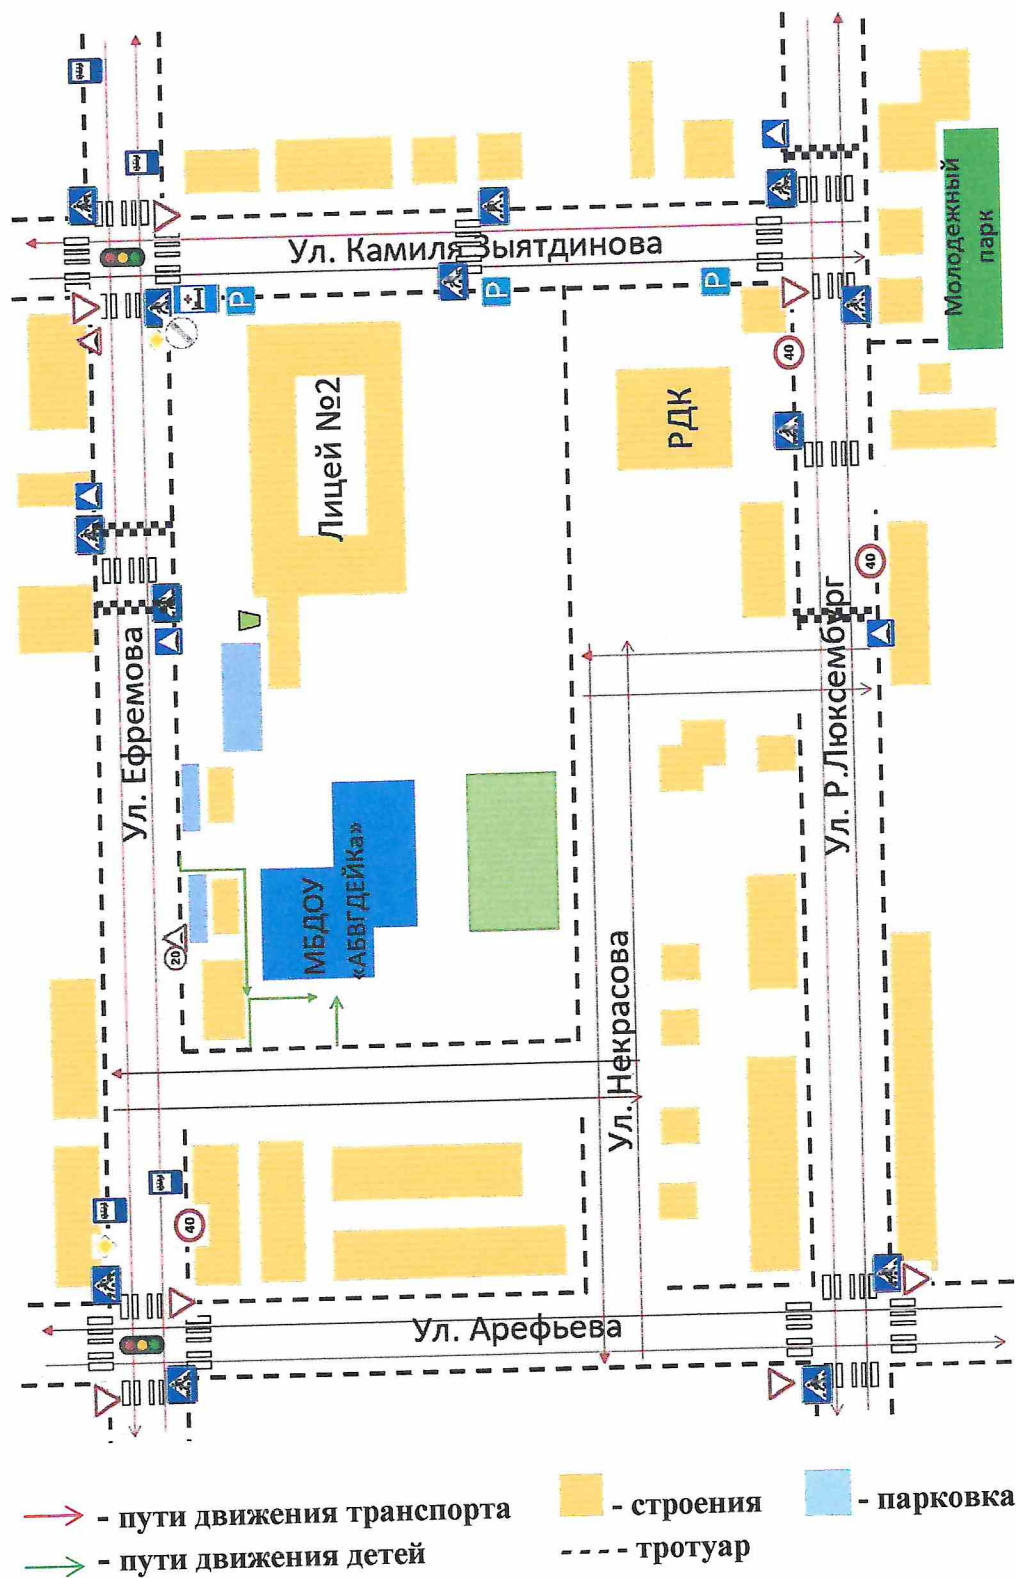 Ул. Камиля Зыятдинова
Молодежный
парк
Лицей №2
РДК
40
P
P
P
40
Ул. Ефремова
Ул. Р.Люксембург
МБДОУ
«АБВГДЕЙКа»
20
Ул. Некрасова
40
Ул. Арефьева
- пути движения транспорта
- строения
- парковка
- пути движения детей
- тротуар